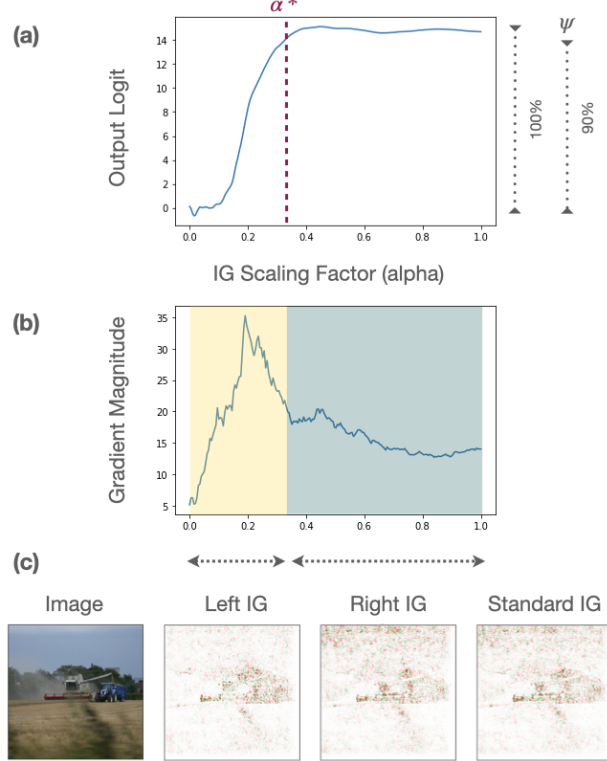 α*
(a)
Output Logit
14
12
10
8
6
4
2
0
0.0 0.2 0.4 0.6 0.8 1.0
ψ
100%
90%
IG Scaling Factor (alpha)
(b)
Gradient Magnitude
35
30
25
20
15
10
5
0.0 0.2 0.4 0.6 0.8 1.0
(c)
Image Left IG Right IG Standard IG